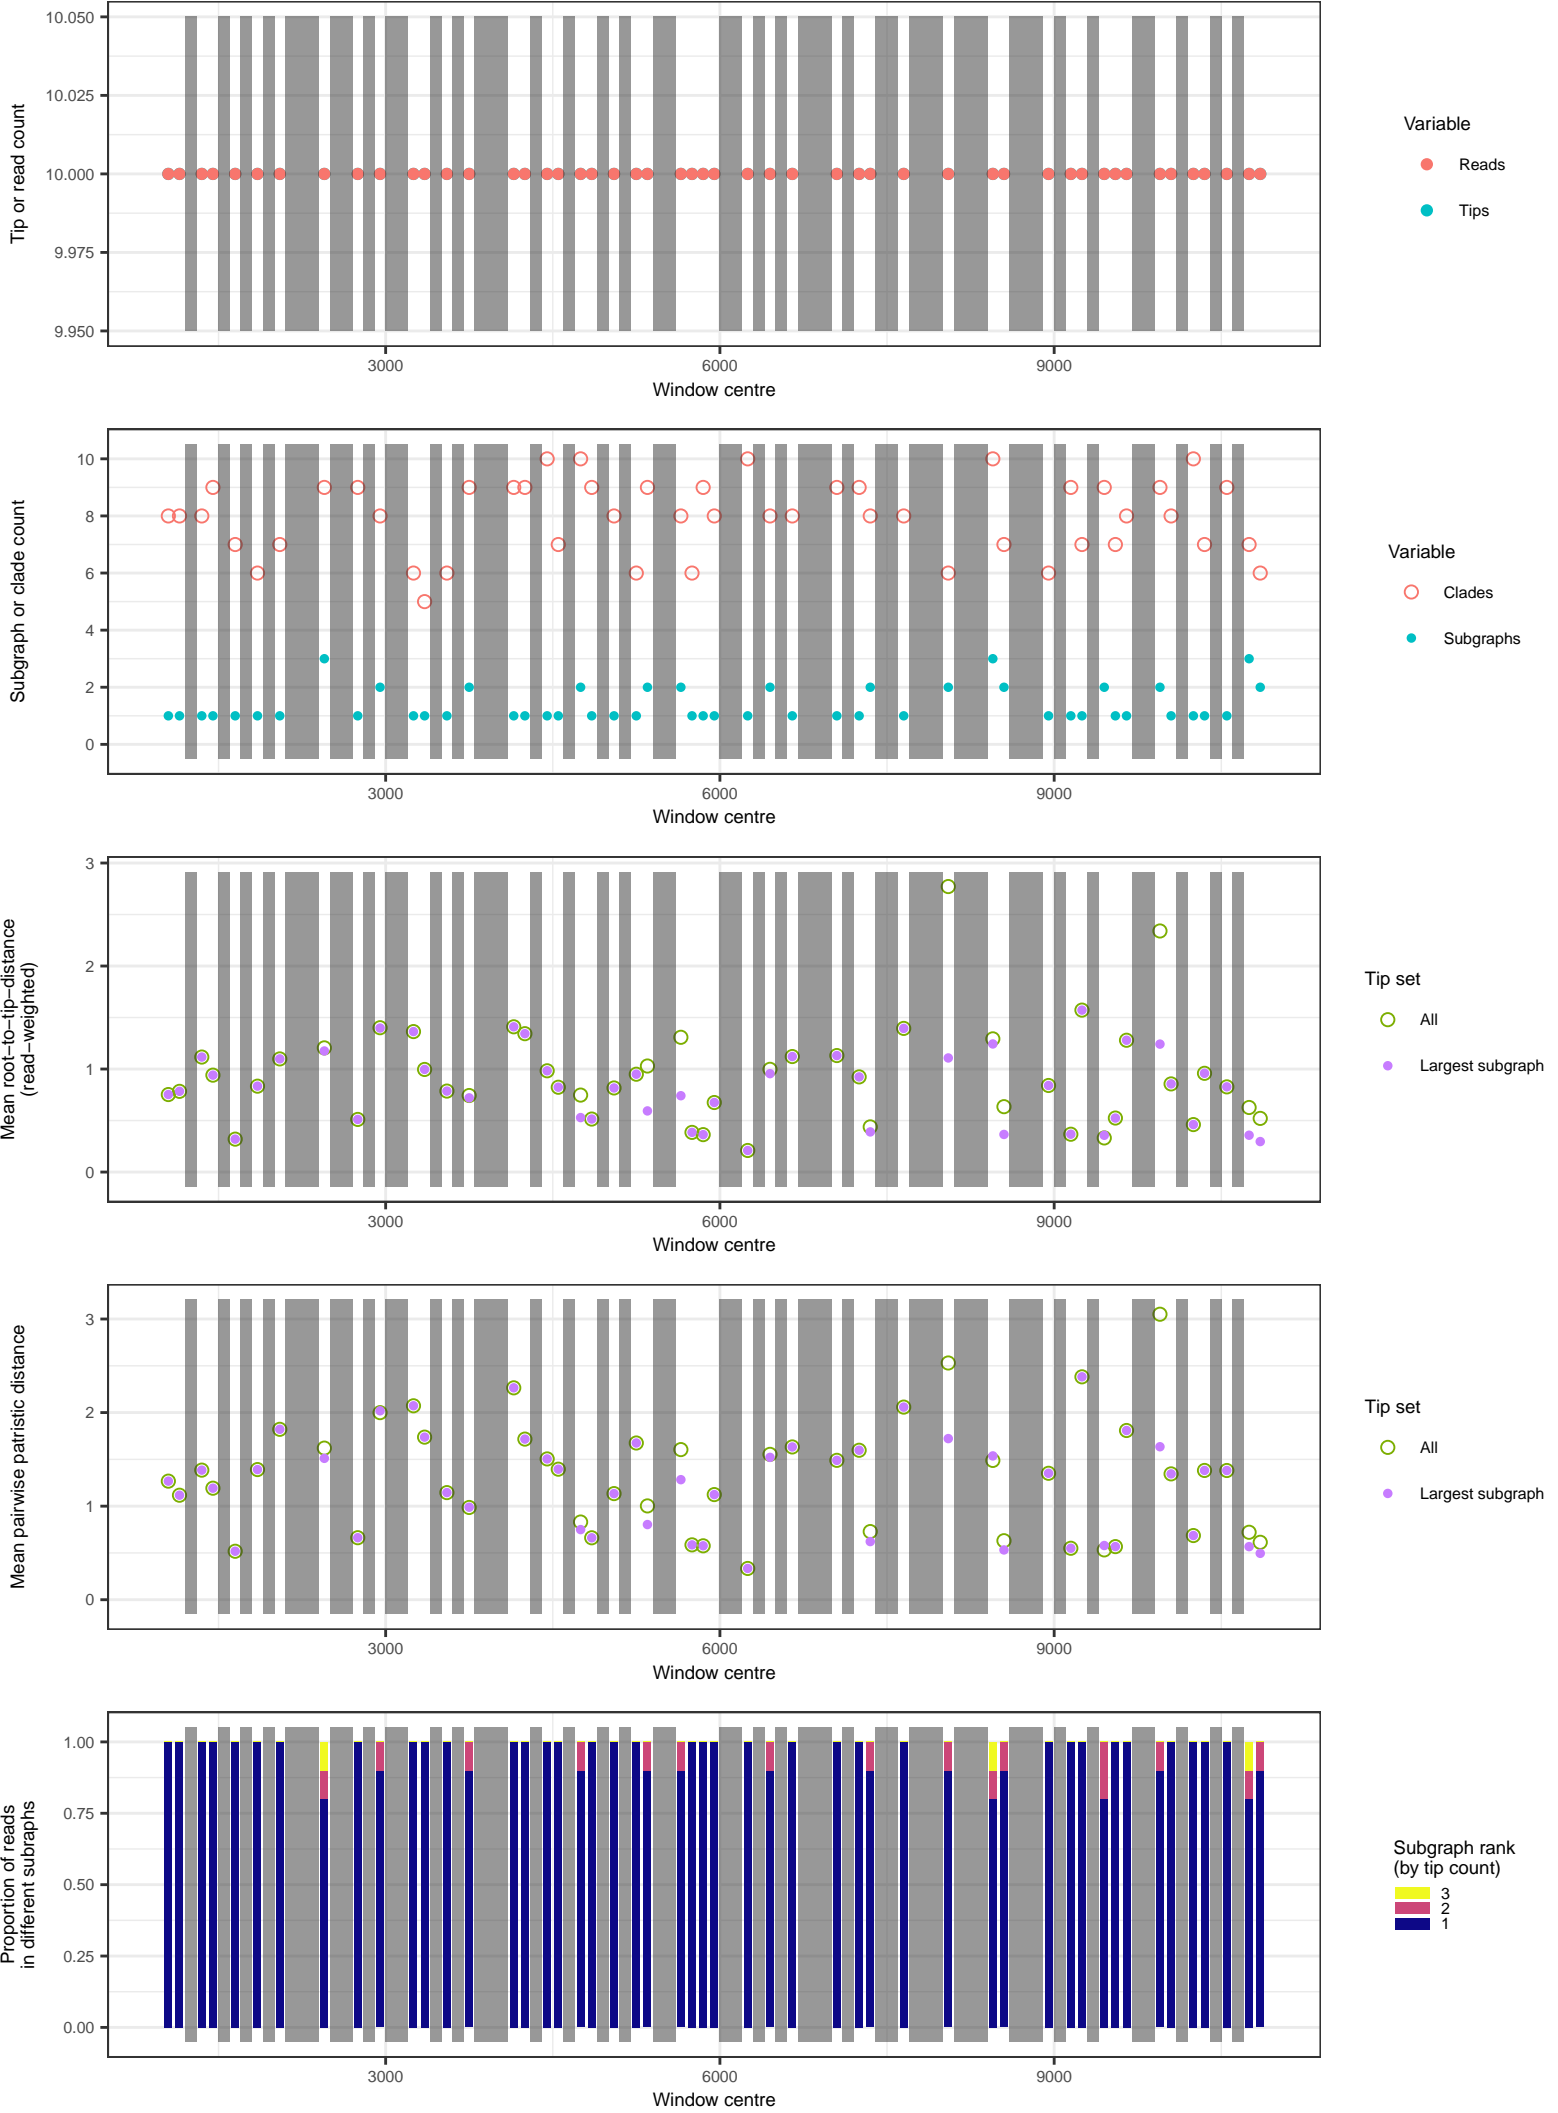 10.050
10.025
10.000
9.975
9.950
Tip or read count
3000 6000 9000
Window centre
Variable
Reads
Tips
10
8
6
4
2
0
Subgraph or clade count
3000 6000 9000
Window centre
Variable
Clades
Subgraphs
3
2
1
0
Mean root−to−tip−distance
(read−weighted)
3000 6000 9000
Window centre
Tip set
All
Largest subgraph
3
2
1
0
Mean pairwise patristic distance
3000 6000 9000
Window centre
Tip set
All
Largest subgraph
1.00
0.75
0.50
0.25
0.00
Proportion of reads
in different subraphs
3000 6000 9000
Window centre
Subgraph rank
(by tip count)
3
2
1